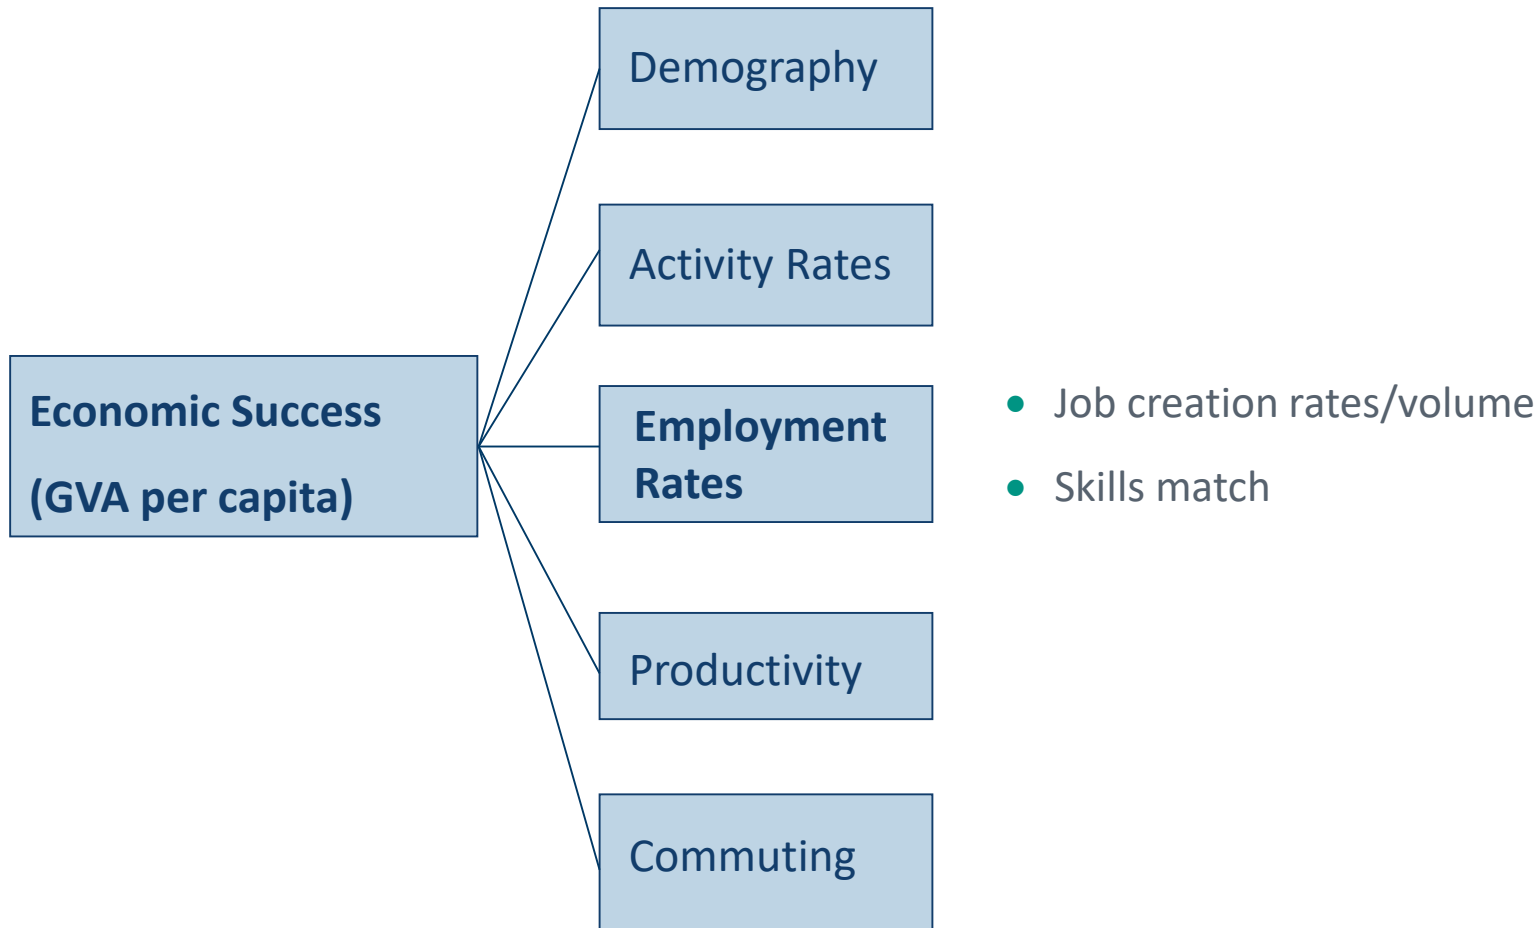 Demography
Activity Rates
Economic Success
(GVA per capita)
Employment
Rates
• Job creation rates/volume
• Skills match
Productivity
Commuting